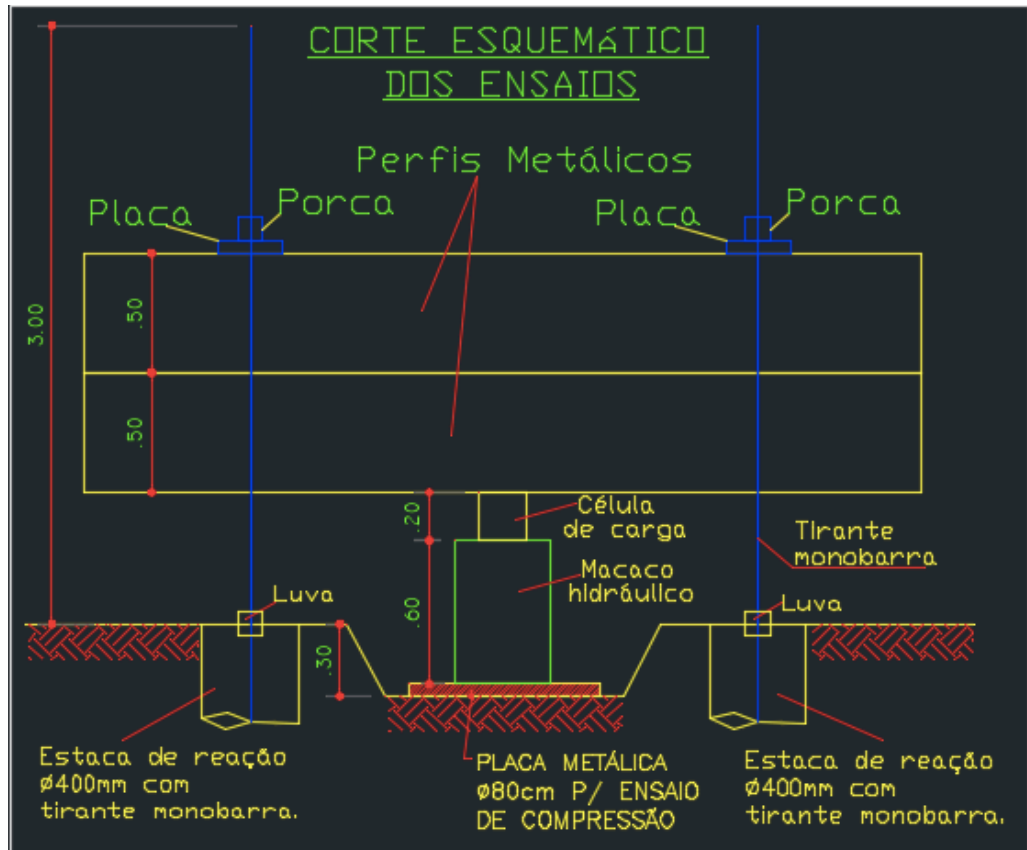 CORTE ESQUEMáTICO
DOS ENSAIOS
Perfis Metálicos
Placa
Porca
Placa
Porca
3.00
.50
.50
.20
Célula
de carga
.60
Macaco
hidráulico
Tirante
monobarra
Luva
Luva
.30
Estaca de reação
ø400mm com
tirante monobarra.
PLACA METÁLICA
ø80cm P/ ENSAIO
DE COMPRESSÃO
Estaca de reação
ø400mm com
tirante monobarra.